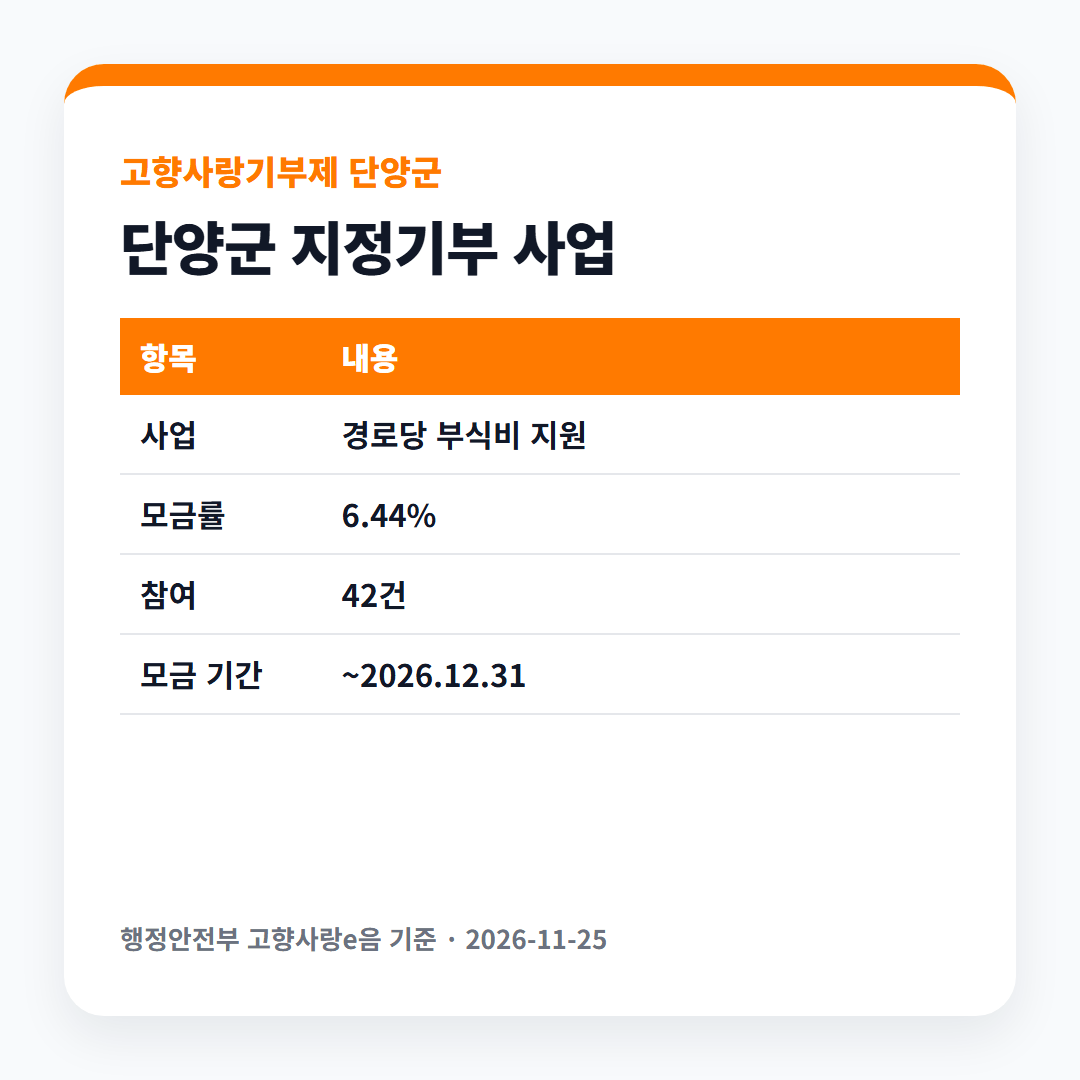 고향사랑기부제 단양군
단양군 지정기부 사업
항목 내용
사업 경로당 부식비 지원
모금률 6.44%
참여 42건
모금 기간 ~2026.12.31
행정안전부 고향사랑e음 기준 · 2026-11-25